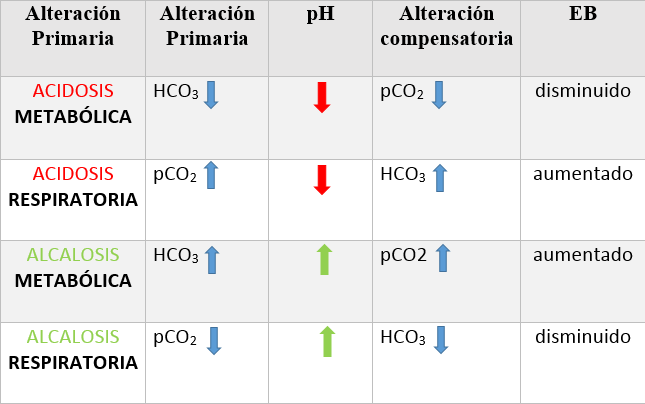 Alteración Primaria
Alteración Primaria
pH
Alteración compensatoria
EB
ACIDOSIS
METABÓLICA
HCO₃
pCO₂
disminuido
ACIDOSIS
RESPIRATORIA
pCO₂
HCO₃
aumentado
ALCALOSIS
METABÓLICA
HCO₃
pCO2
aumentado
ALCALOSIS
RESPIRATORIA
pCO₂
HCO₃
disminuido